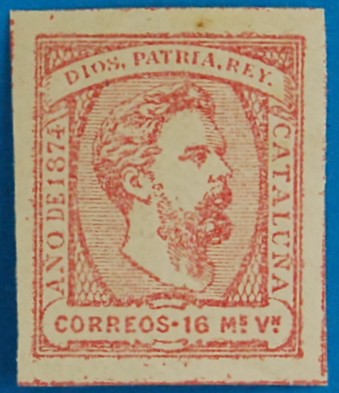 DIOS, PATRIA, REY.
AÑO DE 1874
CATALUÑA
CORREOS-16 Mˢ Vᴺ